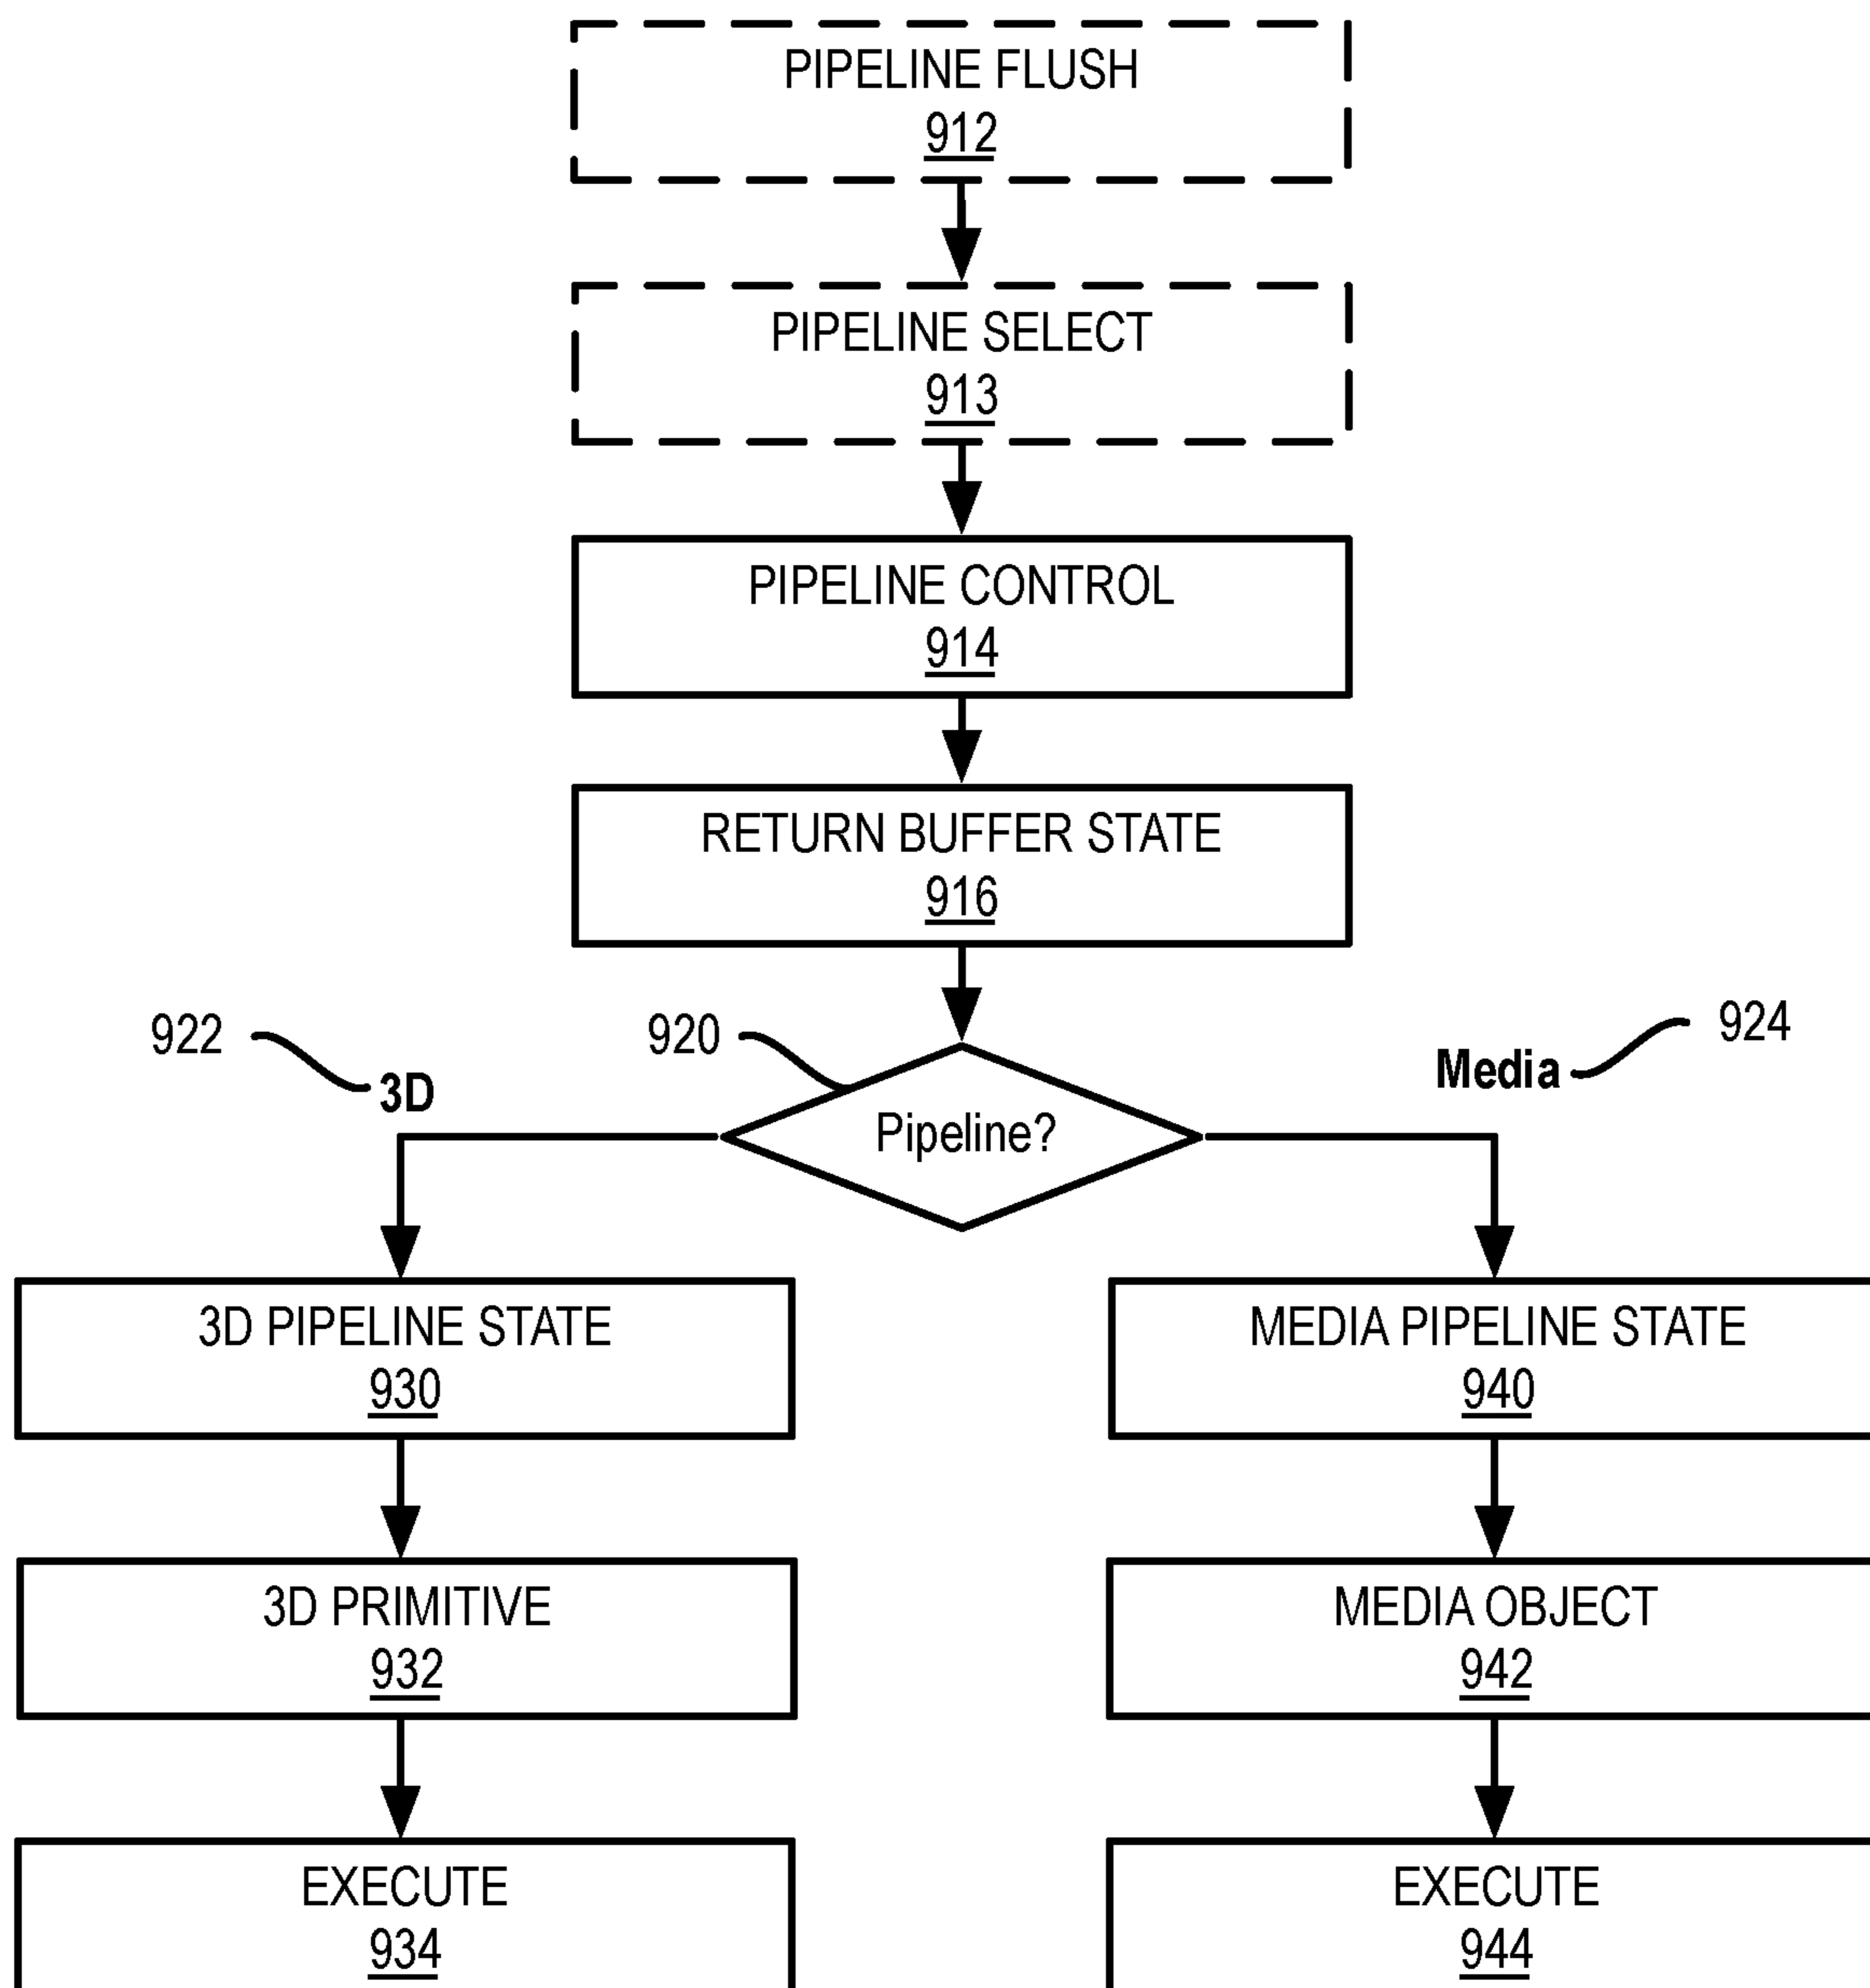 PIPELINE FLUSH
912
PIPELINE SELECT
913
PIPELINE CONTROL
914
RETURN BUFFER STATE
916
922
3D
920
Pipeline?
Media
924
3D PIPELINE STATE
930
MEDIA PIPELINE STATE
940
3D PRIMITIVE
932
MEDIA OBJECT
942
EXECUTE
934
EXECUTE
944